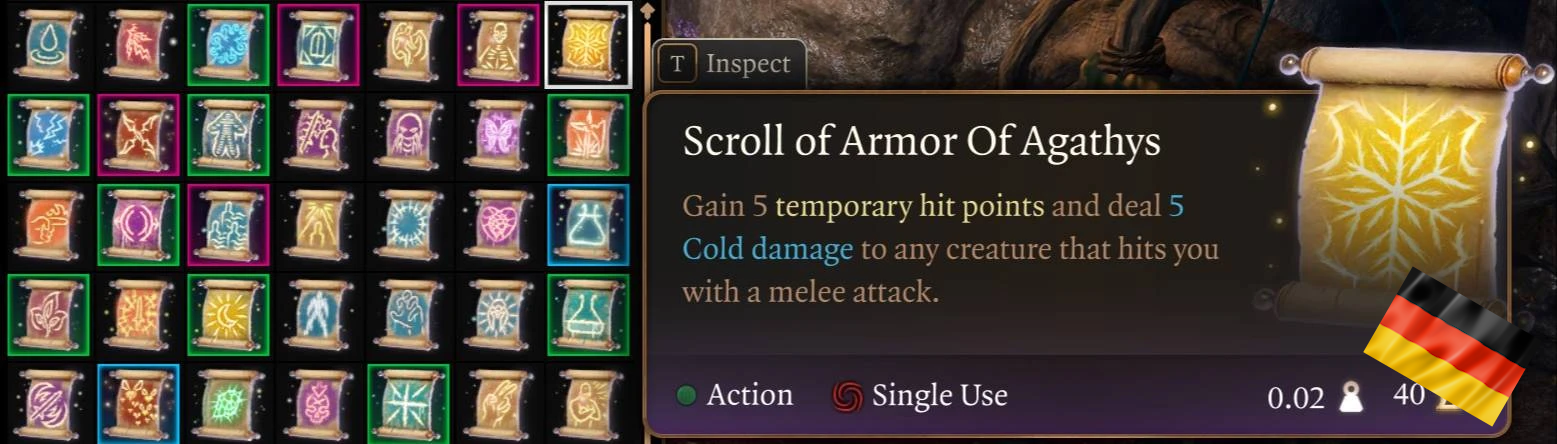 T Inspect
Scroll of Armor Of Agathys
Gain 5 temporary hit points and deal 5
Cold damage to any creature that hits you
with a melee attack.
Action Single Use 0.02 40